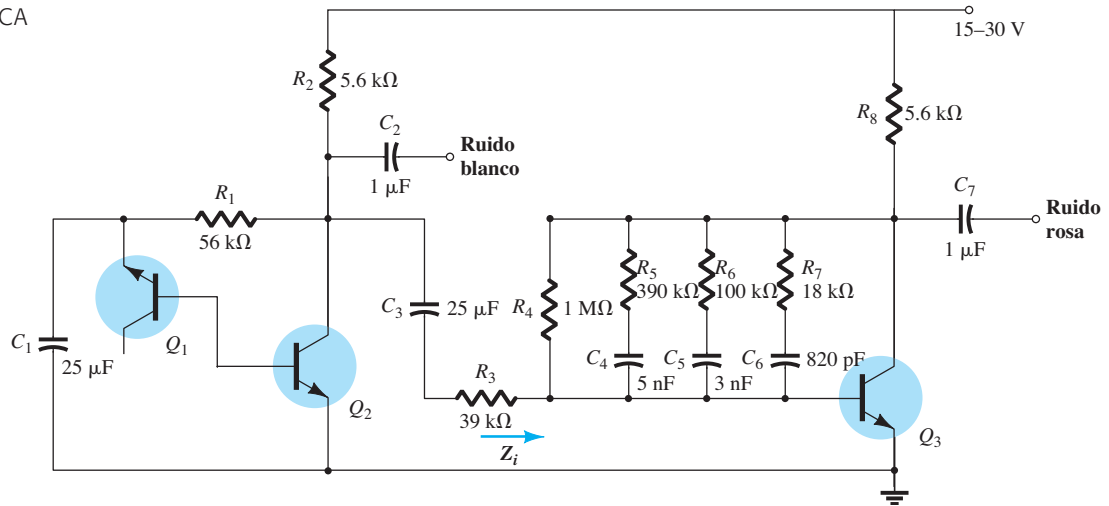 CA
15–30 V
R2
5.6 kΩ
R8
5.6 kΩ
C2
1 μF
Ruido
blanco
C7
1 μF
Ruido
rosa
R1
56 kΩ
R5
390 kΩ
R6
100 kΩ
R7
18 kΩ
R4
1 MΩ
C3
25 μF
C1
25 μF
Q1
Q2
C4
5 nF
C5
3 nF
C6
820 pF
R3
39 kΩ
Zi
Q3